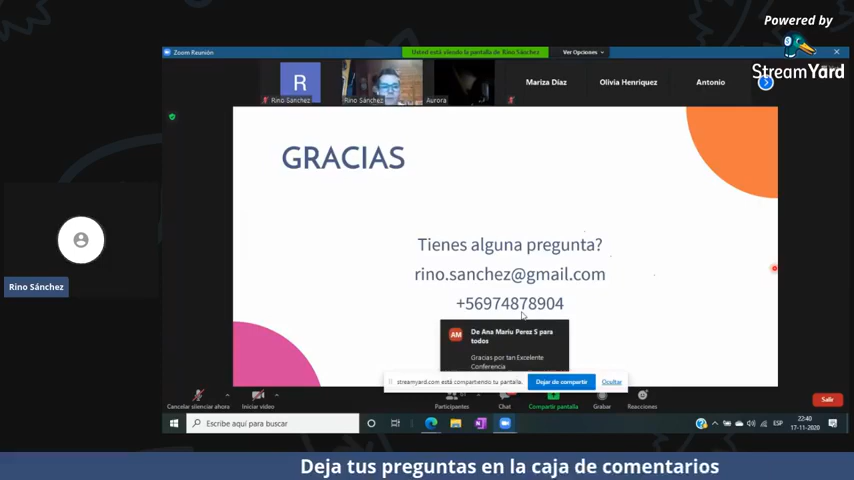 Powered by
StreamYard
Zoom Reunión
Usted está viendo la pantalla de Rino Sánchez
Ver Opciones
R
Rino Sánchez
Rino Sánchez
Aurora
Mariza Díaz
Olivia Henriquez
Antonio
GRACIAS
Tienes alguna pregunta?
rino.sanchez@gmail.com
+56974878904
AM
De Ana Mariu Perez S para
todos
Gracias por tan Excelente
Conferencia
streamyard.com está compartiendo tu pantalla.
Dejar de compartir
Ocultar
Rino Sánchez
Cancelar silenciar ahora
Iniciar video
Participantes
Chat
Compartir pantalla
Grabar
Reacciones
Salir
Escribe aquí para buscar
ESP
22:40
17-11-2020
Deja tus preguntas en la caja de comentarios